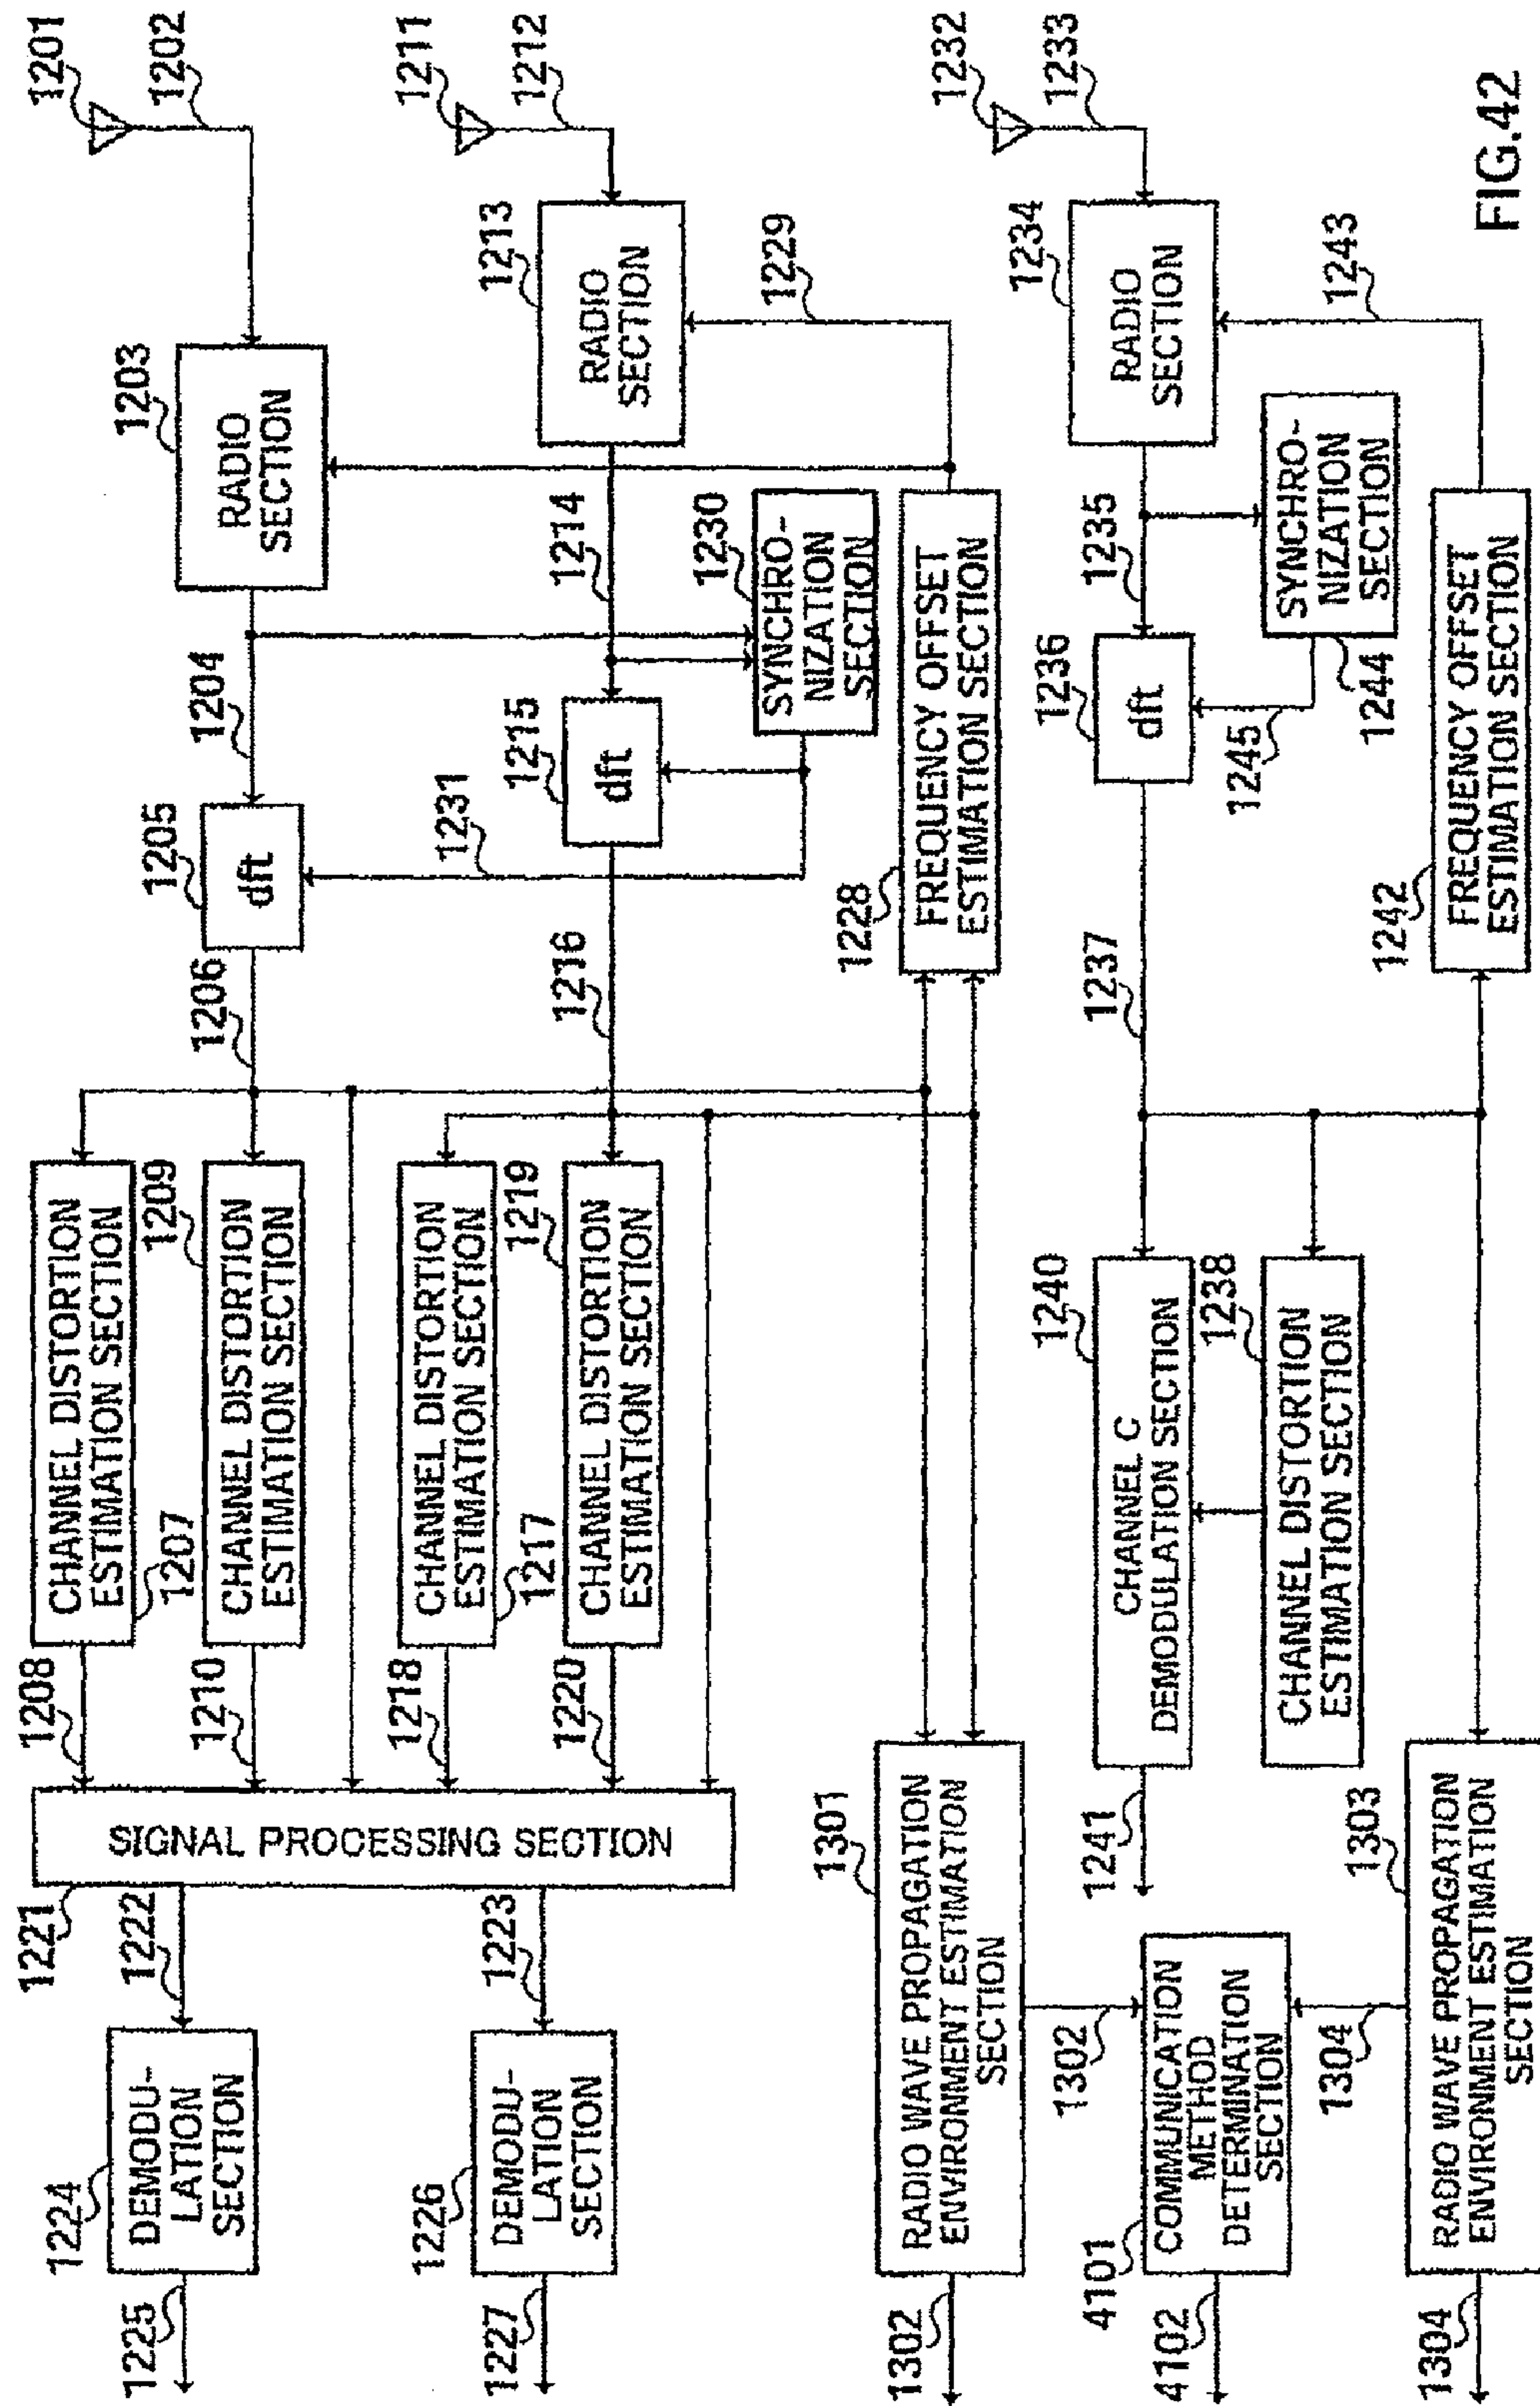 1201
1202
1203
RADIO
SECTION
1204
1205
dft
1206
CHANNEL DISTORTION
ESTIMATION SECTION
1207
1208
1209
CHANNEL DISTORTION
ESTIMATION SECTION
1210
1211
1212
1213
RADIO
SECTION
1214
1215
dft
1216
CHANNEL DISTORTION
ESTIMATION SECTION
1217
1218
1219
CHANNEL DISTORTION
ESTIMATION SECTION
1220
SIGNAL PROCESSING SECTION
1221
1222
1223
1224
DEMODU-
LATION
SECTION
1225
1226
DEMODU-
LATION
SECTION
1227
1228
FREQUENCY OFFSET
ESTIMATION SECTION
1229
1230
SYNCHRO-
NIZATION
SECTION
1231
1301
RADIO WAVE PROPAGATION
ENVIRONMENT ESTIMATION
SECTION
1302
1302
1232
1233
1234
RADIO
SECTION
1235
1236
dft
1237
1238
CHANNEL DISTORTION
ESTIMATION SECTION
1240
CHANNEL C
DEMODULATION SECTION
1241
1242
FREQUENCY OFFSET
ESTIMATION SECTION
1243
SYNCHRO-
NIZATION
SECTION
1244
1245
4101
COMMUNICATION
METHOD
DETERMINATION
SECTION
4102
1303
RADIO WAVE PROPAGATION
ENVIRONMENT ESTIMATION
SECTION
1304
1304
FIG.42